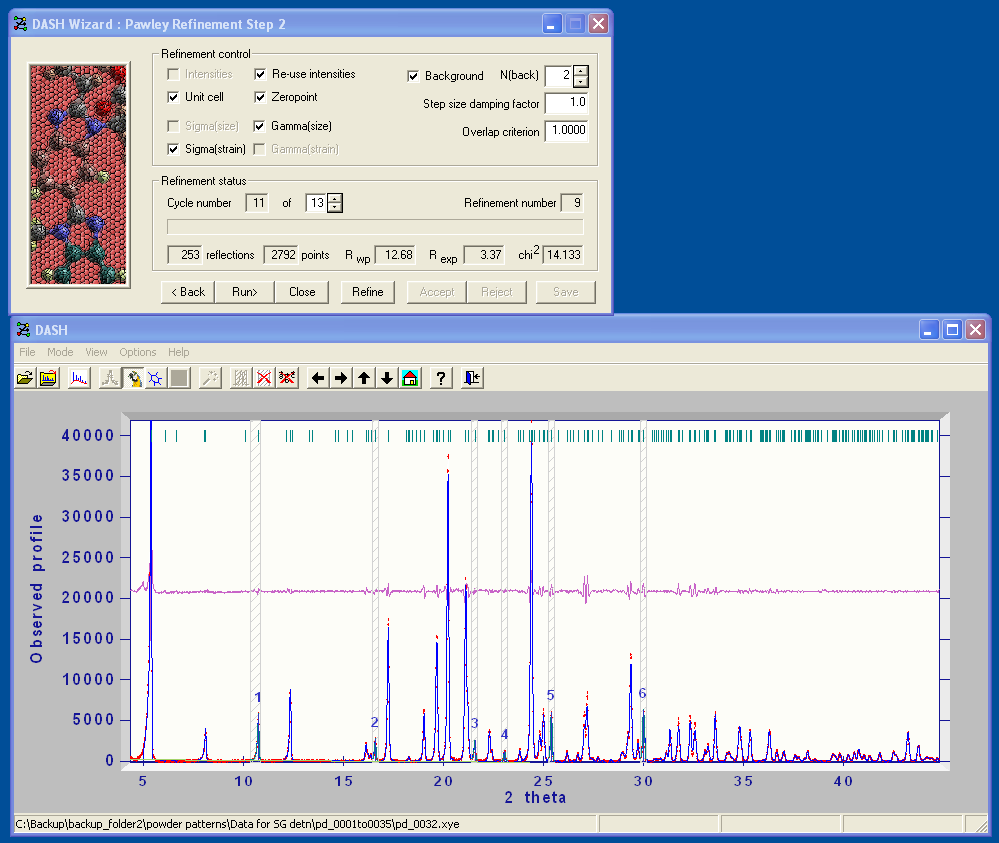 DASH Wizard : Pawley Refinement Step 2
Refinement control
Intensities Re-use intensities Background N(back) 2
Unit cell Zeropoint Step size damping factor 1.0
Sigma(size) Gamma(size) Overlap criterion 1.0000
Sigma(strain) Gamma(strain)
Refinement status
Cycle number 11 of 13 Refinement number 9
253 reflections 2792 points R wp 12.68 R exp 3.37 chi2 14.133
< Back Run> Close Refine Accept Reject Save
DASH
File Mode View Options Help
?
Observed profile
40000
35000
30000
25000
20000
15000
10000
5000
0
1 2 3 4 5 6
5 10 15 20 25 30 35 40
2 theta
C:\Backup\backup_folder2\powder patterns\Data for SG detn\pd_0001to0035\pd_0032.xye